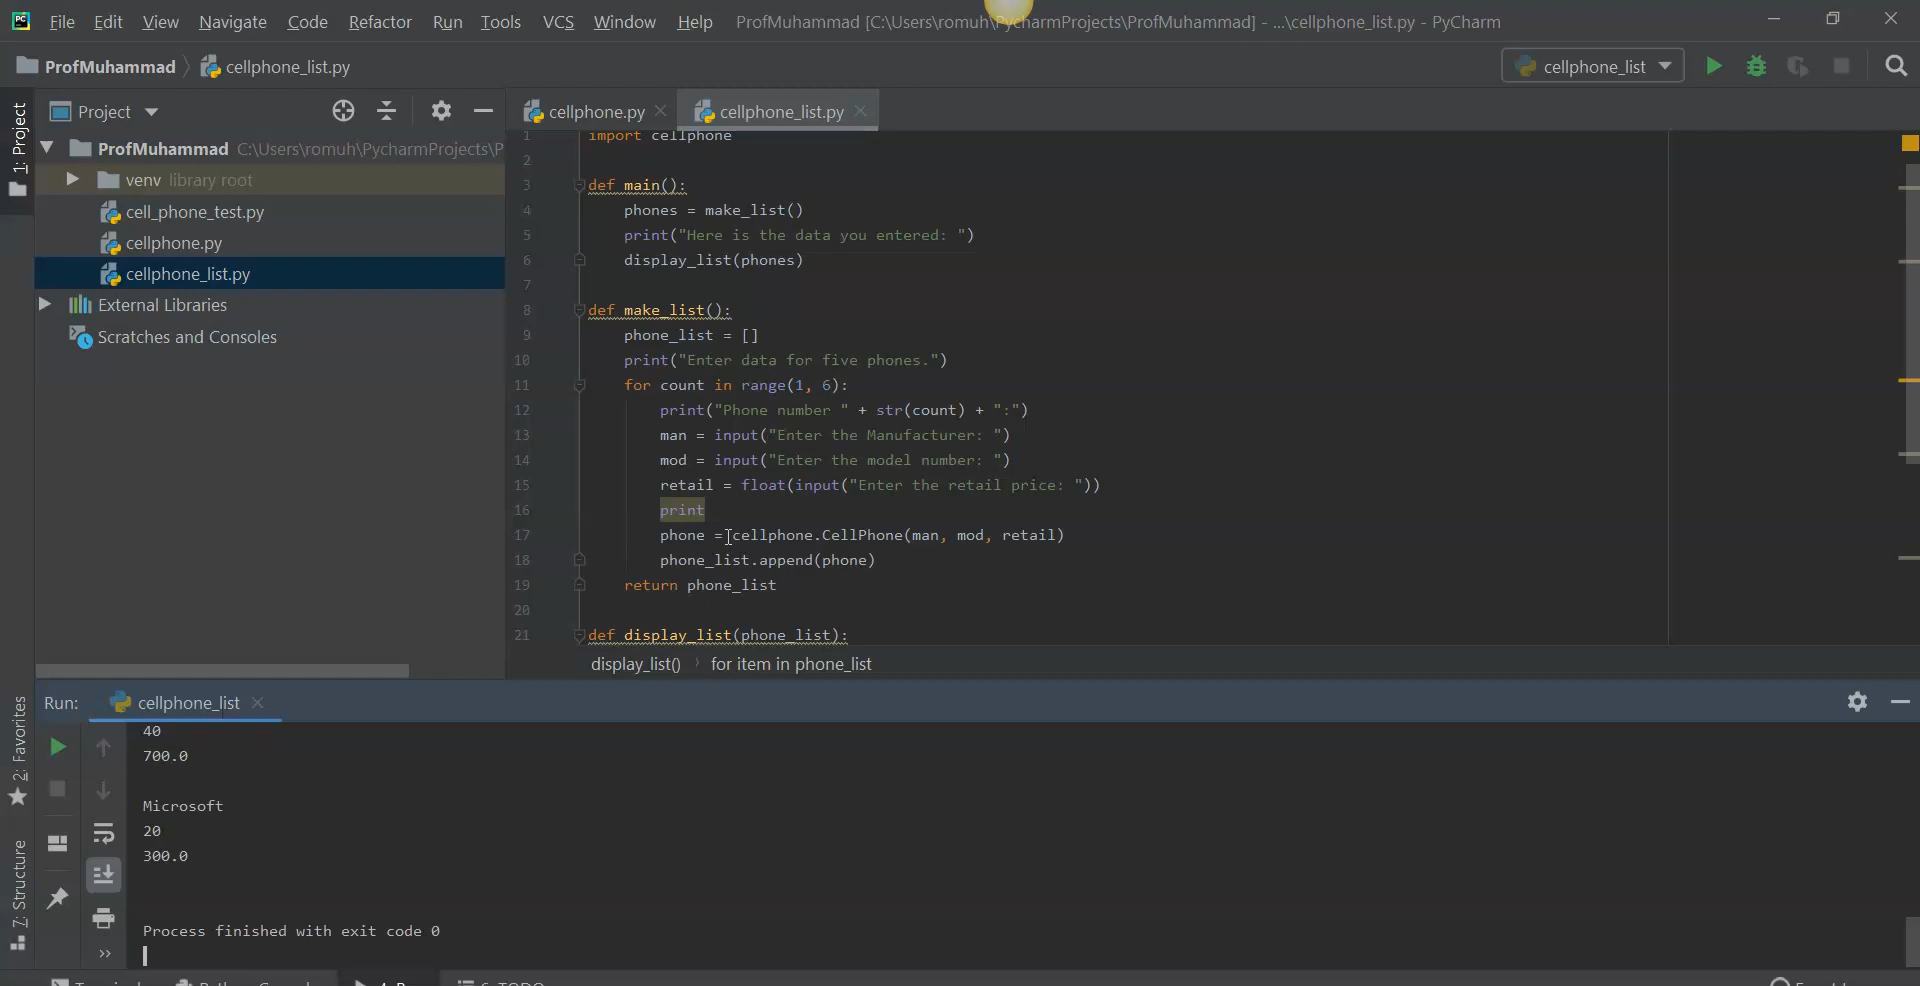 File Edit View Navigate Code Refactor Run Tools VCS Window Help ProfMuhammad [C:\Users\romuh\PycharmProjects\ProfMuhammad] - ...\cellphone_list.py - PyCharm
ProfMuhammad cellphone_list.py cellphone_list
1: Project
Project
cellphone.py cellphone_list.py
ProfMuhammad C:\Users\romuh\PycharmProjects\P
venv library root
cell_phone_test.py
cellphone.py
cellphone_list.py
External Libraries
Scratches and Consoles
1 import cellphone
2
3 def main():
4 phones = make_list()
5 print("Here is the data you entered: ")
6 display_list(phones)
7
8 def make_list():
9 phone_list = []
10 print("Enter data for five phones.")
11 for count in range(1, 6):
12 print("Phone number " + str(count) + ":")
13 man = input("Enter the Manufacturer: ")
14 mod = input("Enter the model number: ")
15 retail = float(input("Enter the retail price: "))
16 print
17 phone = cellphone.CellPhone(man, mod, retail)
18 phone_list.append(phone)
19 return phone_list
20
21 def display_list(phone_list):
display_list() › for item in phone_list
Run: cellphone_list
2: Favorites
7: Structure
40
700.0
Microsoft
20
300.0
Process finished with exit code 0